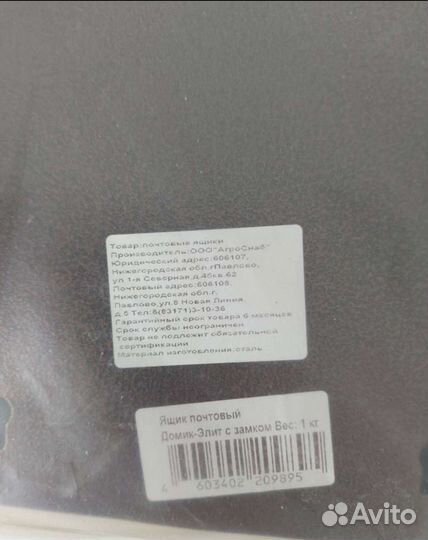 Товар:почтовые ящики
Производитель:ООО"АгроСнаб"
Юридический адрес:606107,
Нижегородская обл.гПавлово,
ул 1-я Северная,д.46кв.62
Почтовый адрес:606108,
Нижегородская обл.г.
Павлово,ул.8 Новая Линия,
д.5 Тел:8(83171)3-10-36
Гарантийный срок товара 6 месяцев
Срок службы неограничен
Товар не подлежит обязательной
сертификации
Материал изготовления:сталь
Ящик почтовый
Домик-Элит с замком Вес: 1 кг
4 603402 209895
Avito